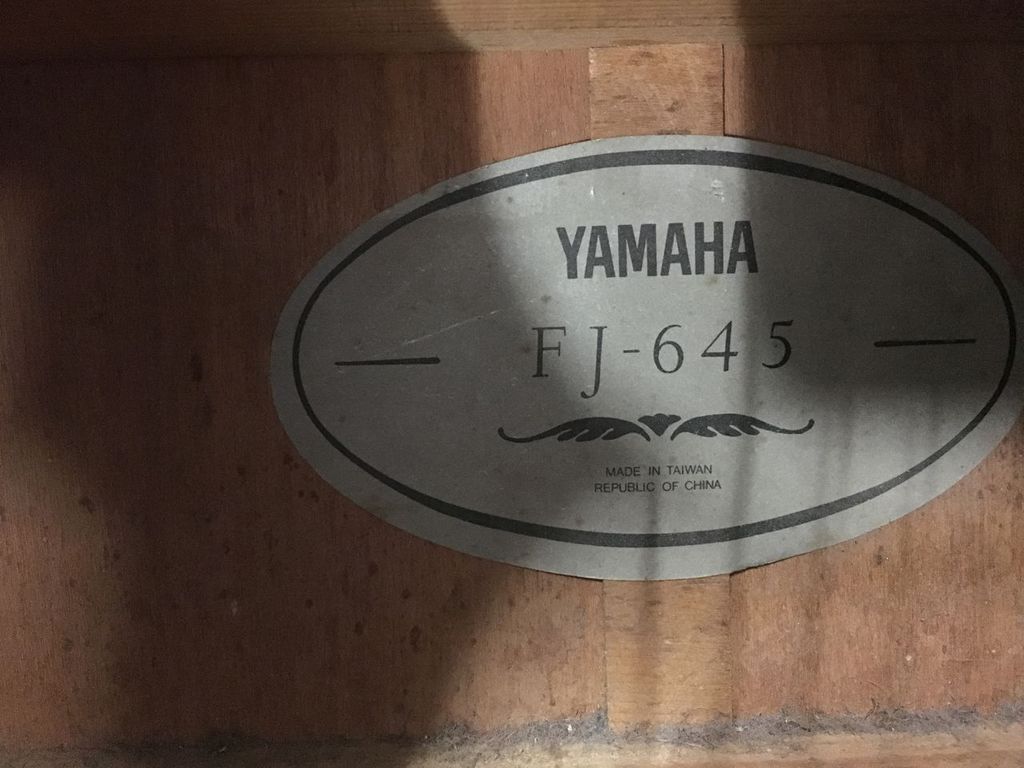 YAMAHA
FJ-645
MADE IN TAIWAN
REPUBLIC OF CHINA